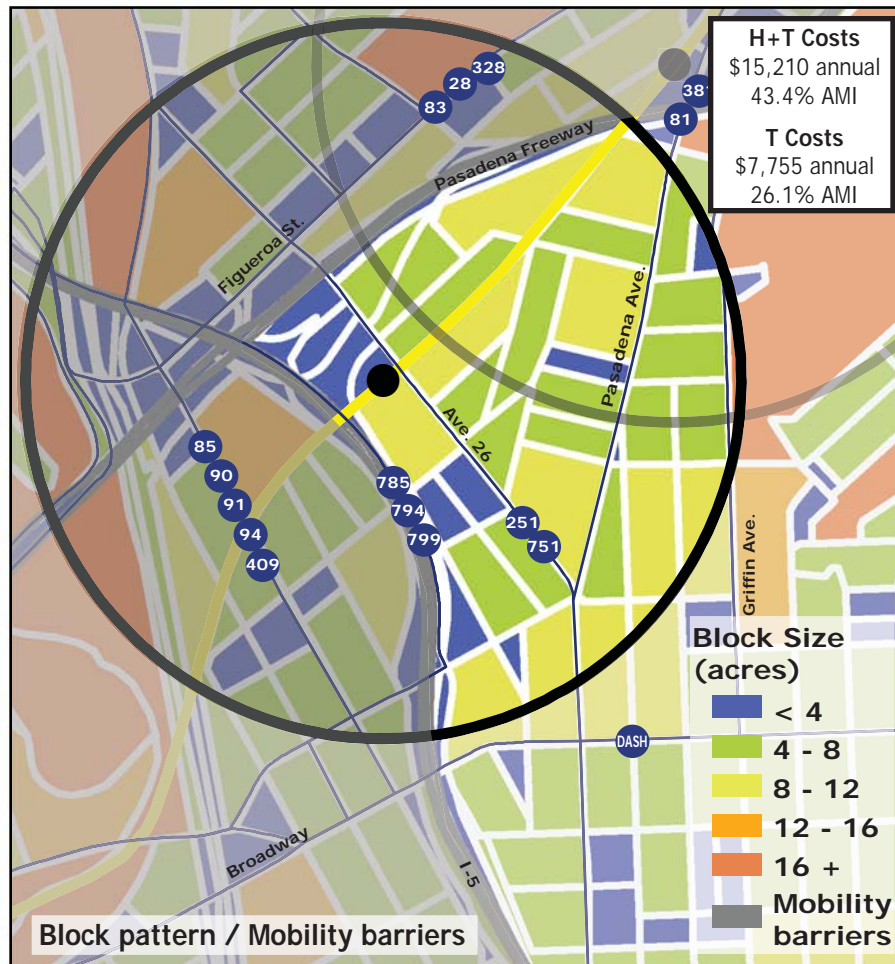 H+T Costs
$15,210 annual
43.4% AMI
T Costs
$7,755 annual
26.1% AMI
328
28
83
381
81
Pasadena Freeway
Figueroa St.
Pasadena Ave.
Ave. 26
85
90
91
94
409
785
794
799
251
751
Griffin Ave.
DASH
Broadway
I-5
Block Size
(acres)
< 4
4 - 8
8 - 12
12 - 16
16 +
Mobility
barriers
Block pattern / Mobility barriers